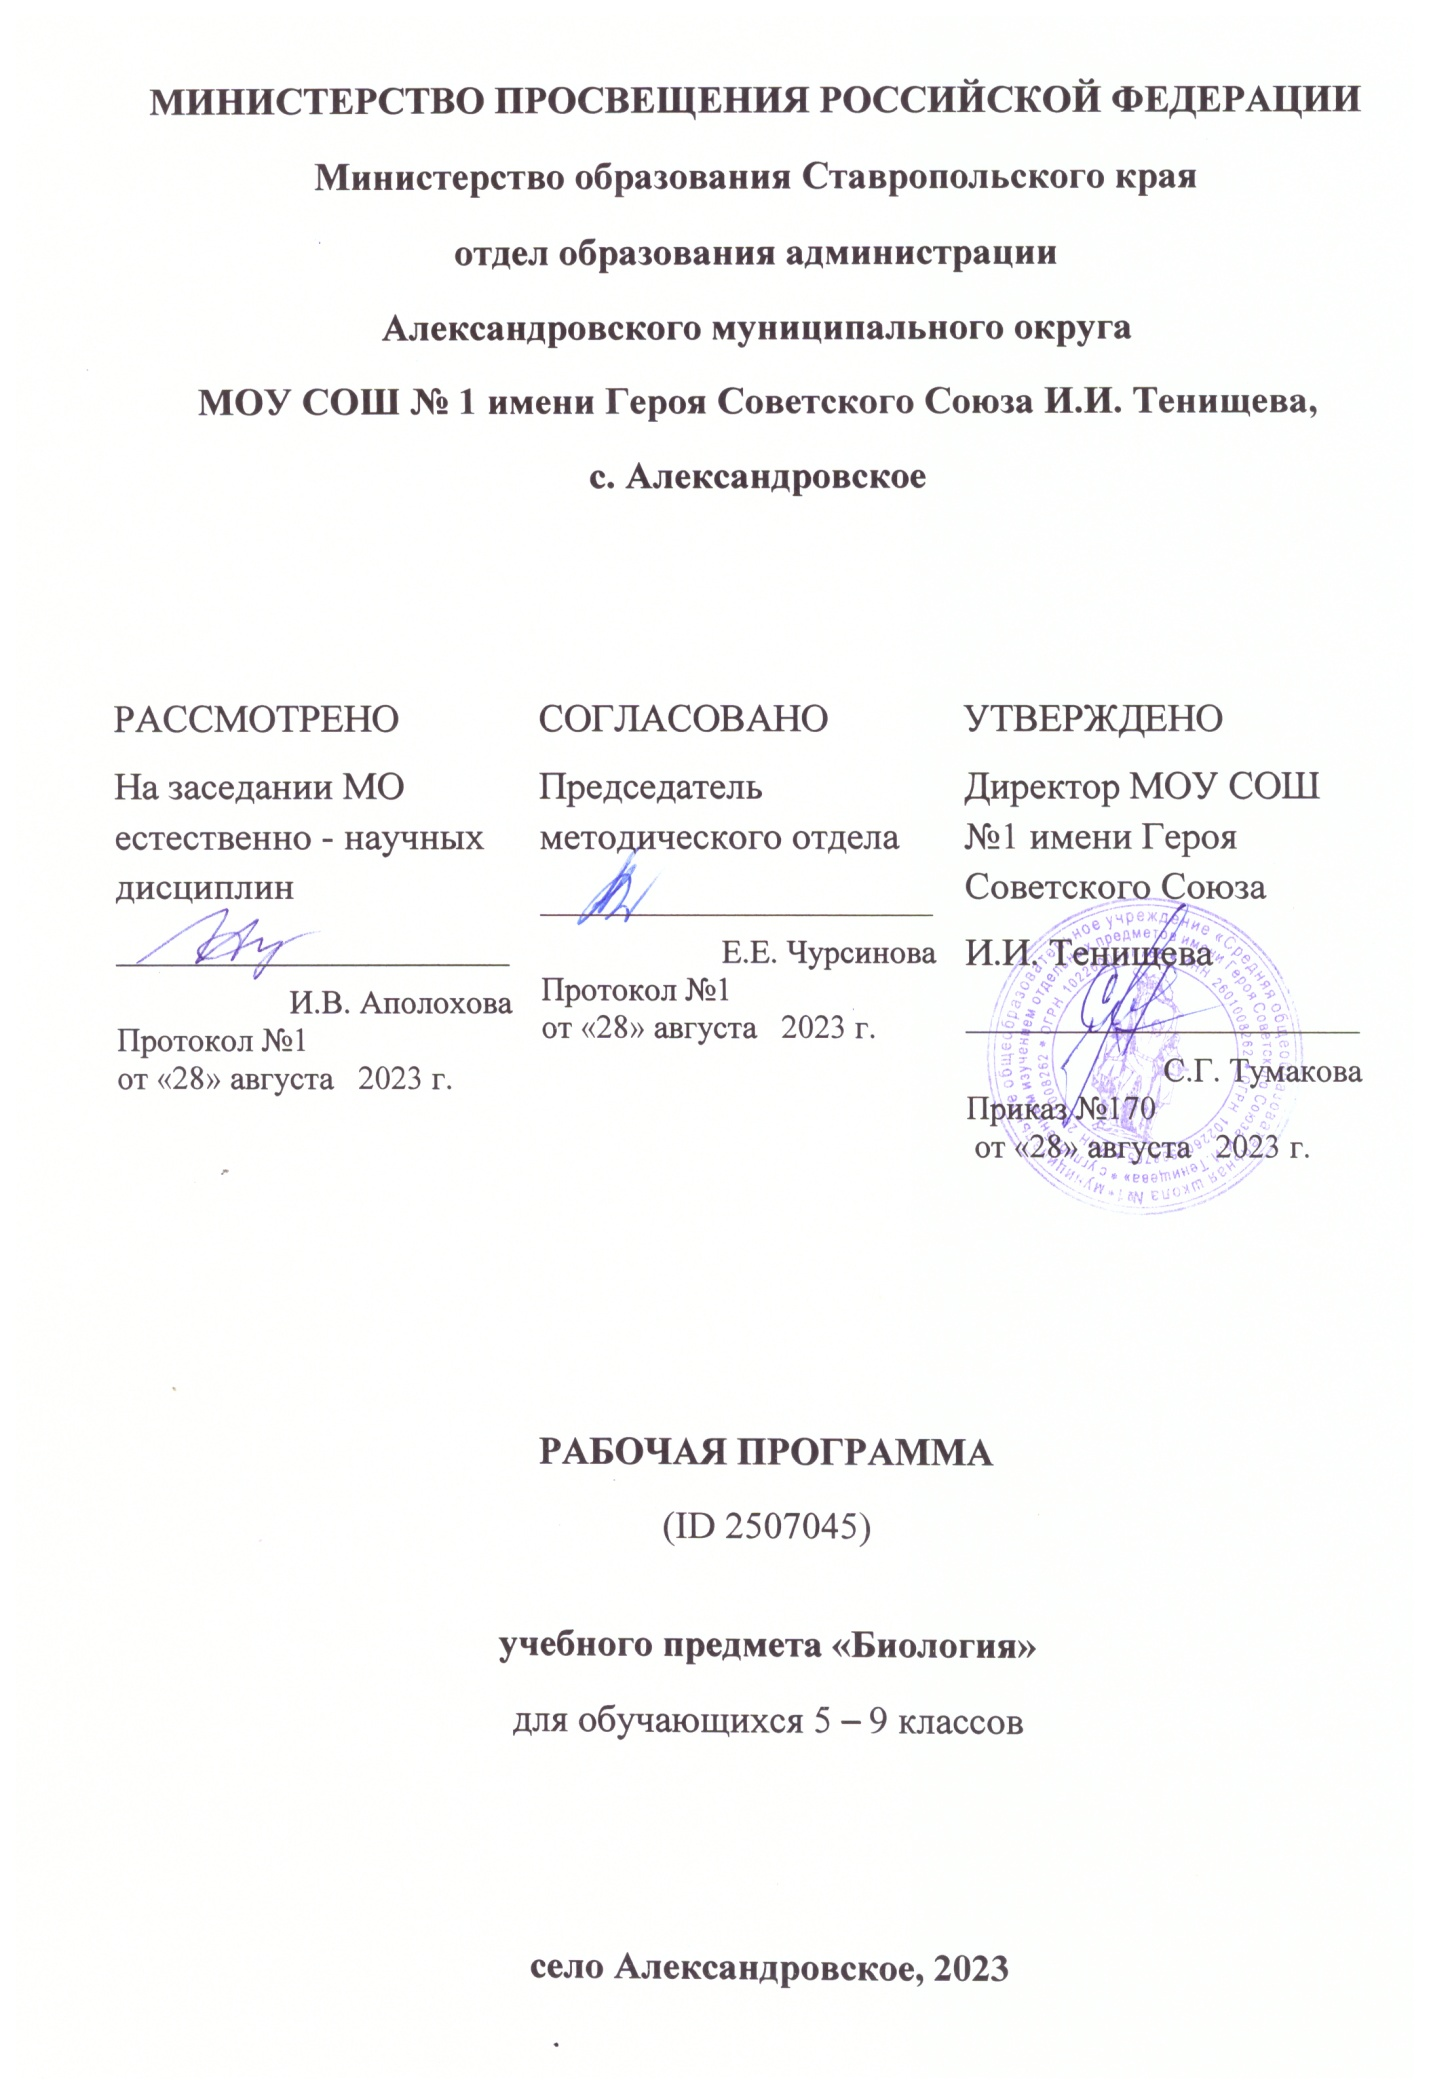 МИНИСТЕРСТВО ПРОСВЕЩЕНИЯ РОССИЙСКОЙ ФЕДЕРАЦИИ
Министерство образования Ставропольского края
отдел образования администрации
Александровского муниципального округа
МОУ СОШ № 1 имени Героя Советского Союза И.И. Тенищева,
с. Александровское
РАССМОТРЕНО
На заседании МО
естественно - научных
дисциплин
И.В. Аполохова
Протокол №1
от «28» августа 2023 г.
СОГЛАСОВАНО
Председатель
методического отдела
Е.Е. Чурсинова
Протокол №1
от «28» августа 2023 г.
УТВЕРЖДЕНО
Директор МОУ СОШ
№1 имени Героя
Советского Союза
И.И. Тенищева
С.Г. Тумакова
Приказ №170
от «28» августа 2023 г.
РАБОЧАЯ ПРОГРАММА
(ID 2507045)
учебного предмета «Биология»
для обучающихся 5 – 9 классов
село Александровское, 2023